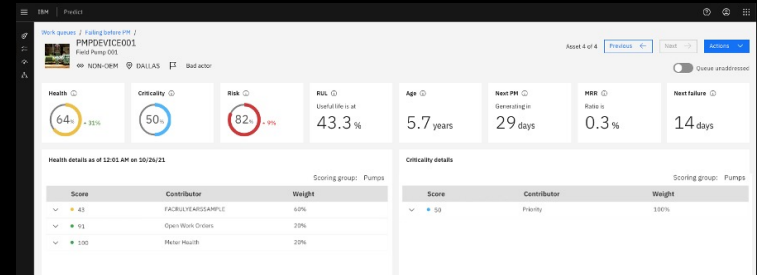 IBM | Predict
Work queues / Failing before PM /
PMPDEVICE001
Field Pump 001
NON-OEM DALLAS Bad actor
Asset 4 of 4 Previous ← Next → Actions
Queue unaddressed
Health Criticality Risk RUL Age Next PM MRR Next failure
Useful life is at Generating in Ratio is
64% 31% 50% 82% 9% 43.3 % 5.7 years 29 days 0.3 % 14 days
Health details as of 12:01 AM on 10/26/21
Scoring group: Pumps
Score Contributor Weight
43 FACRULYEARSSAMPLE 60%
91 Open Work Orders 20%
100 Meter Health 20%
Criticality details
Scoring group: Pumps
Score Contributor Weight
50 Priority 100%